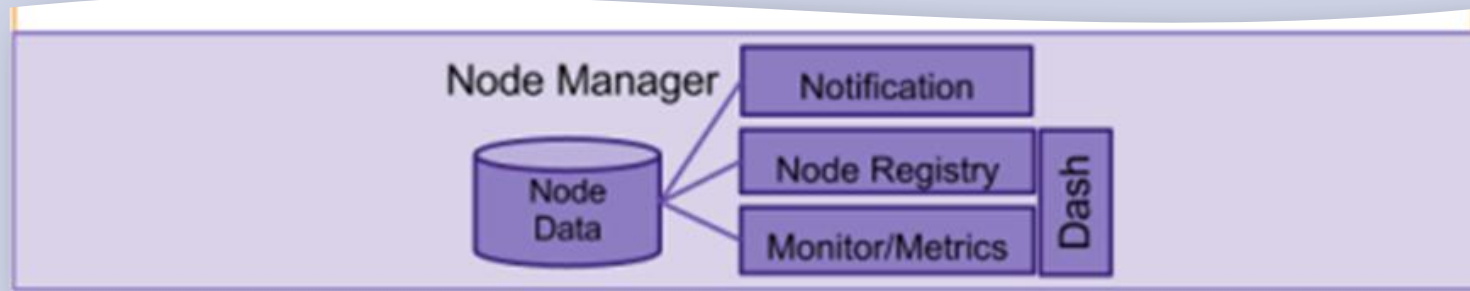 Node Manager
Notification
Node Registry
Monitor/Metrics
Dash
Node
Data